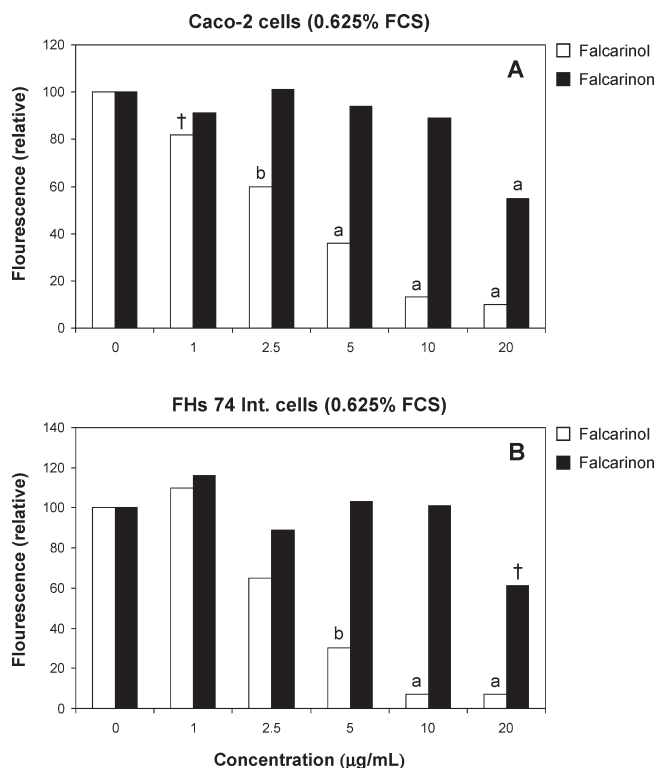 Caco-2 cells (0.625% FCS)
120
100
80
60
40
20
0
Flourescence (relative)
A
†
b
a
a
a
a
0 1 2.5 5 10 20
Falcarinol
Falcarinon
FHs 74 Int. cells (0.625% FCS)
140
120
100
80
60
40
20
0
Flourescence (relative)
B
b
a
a
†
0 1 2.5 5 10 20
Concentration (µg/mL)
Falcarinol
Falcarinon